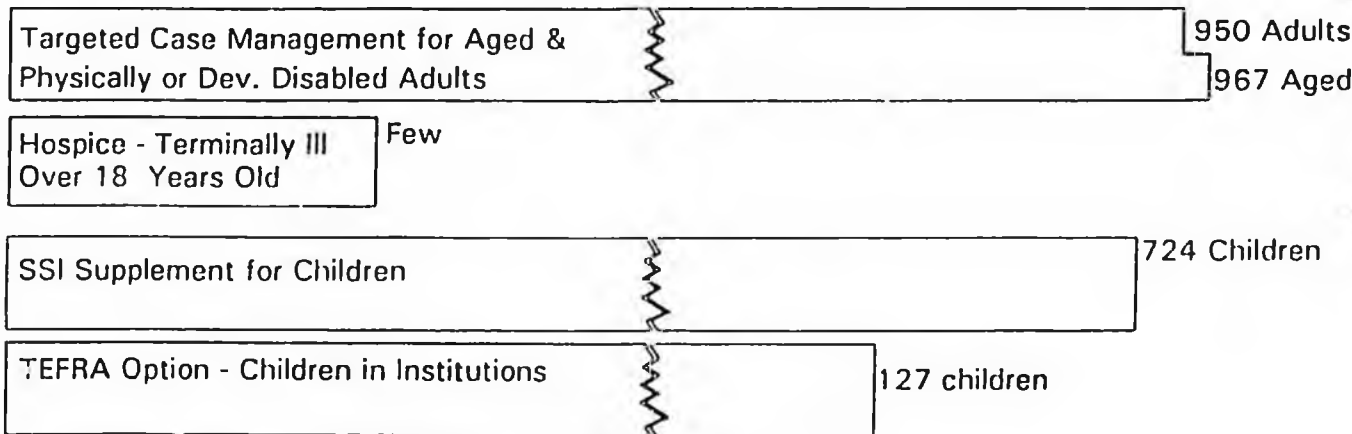 Targeted Case Management for Aged &
Physically or Dev. Disabled Adults
950 Adults
967 Aged
Hospice - Terminally Ill
Over 18 Years Old
Few
SSI Supplement for Children
724 Children
TEFRA Option - Children in Institutions
127 children